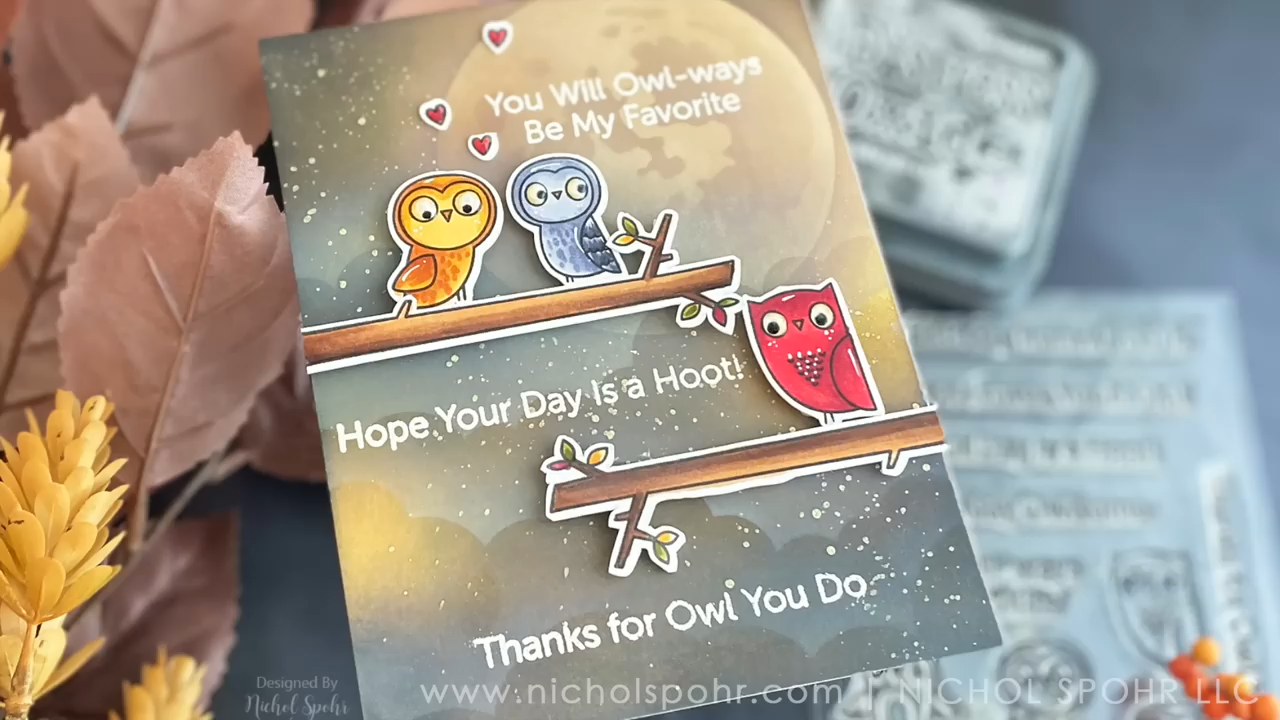 You Will Owl-ways
Be My Favorite
Hope Your Day Is a Hoot!
Thanks for Owl You Do
Designed By
Nichol Spohr
www.nicholspohr.com | NICHOL SPOHR LLC